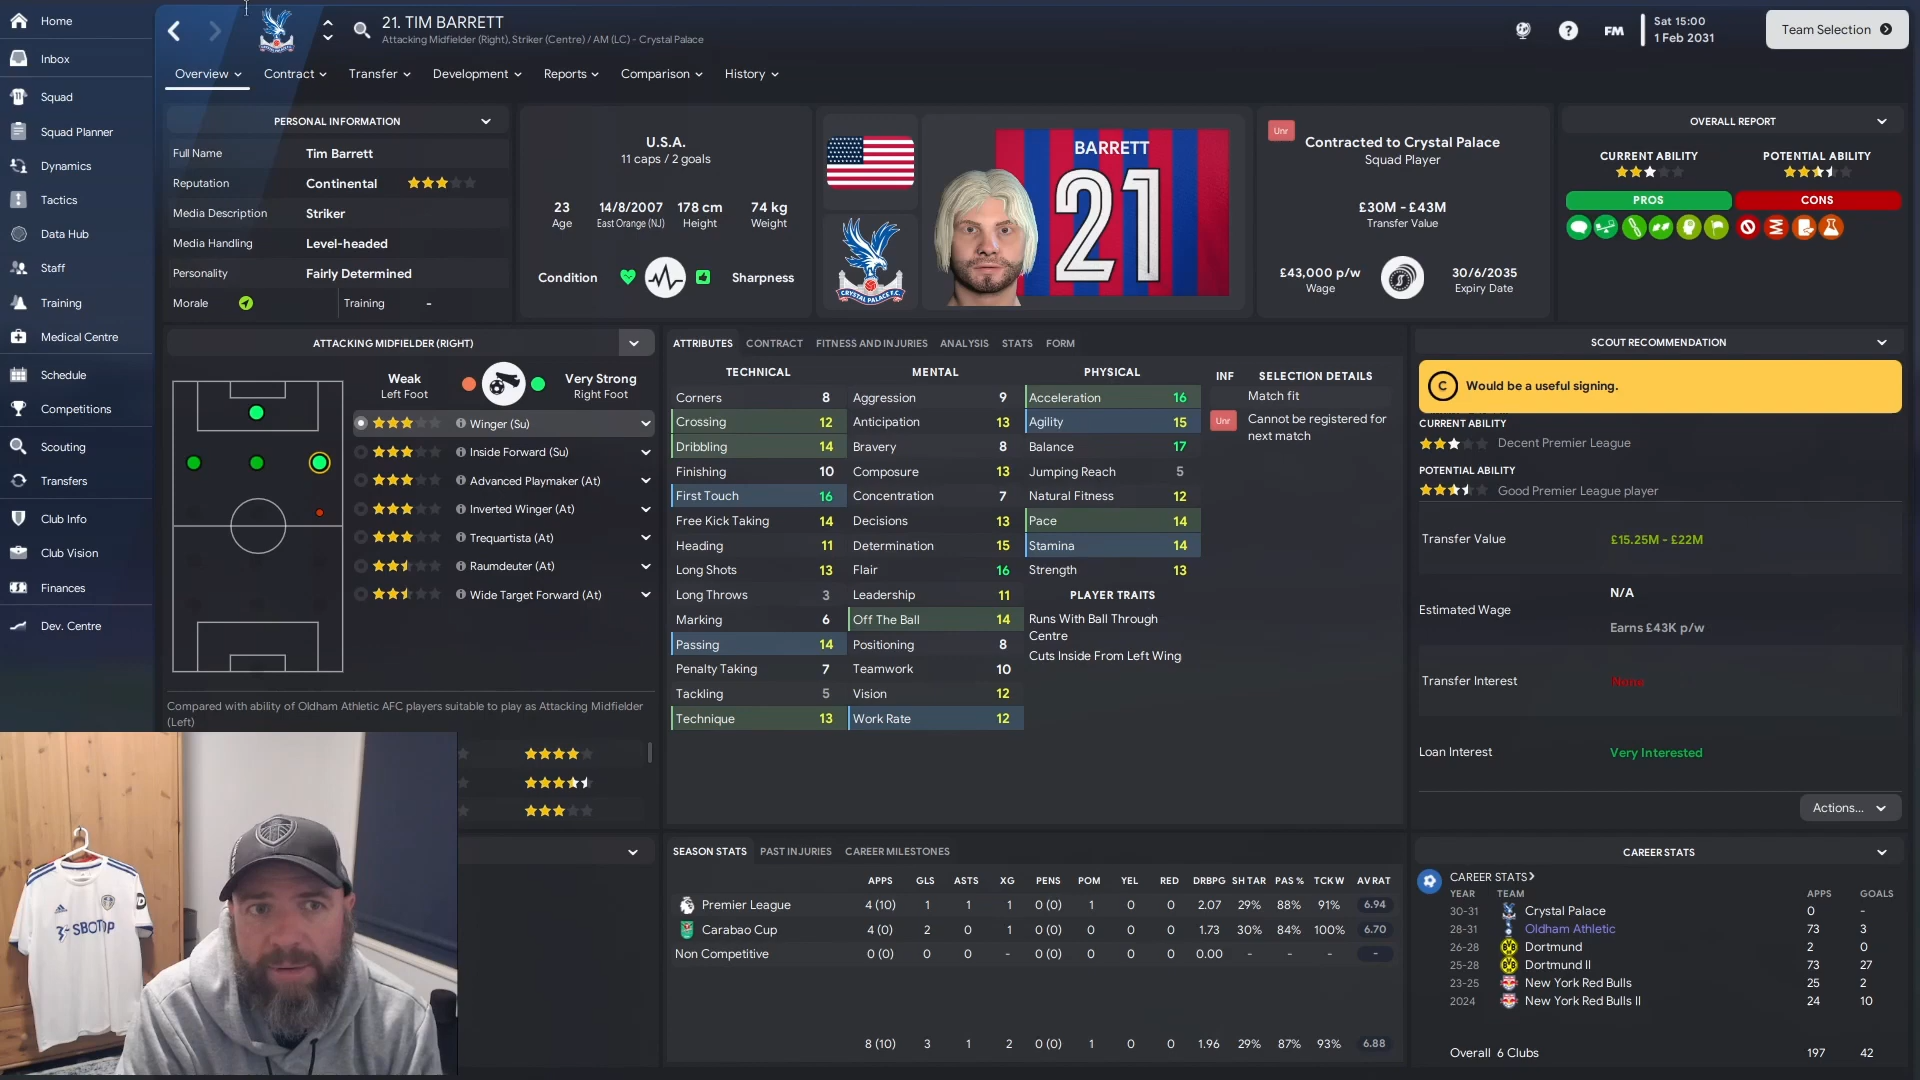 Home
Inbox
Squad
Squad Planner
Dynamics
Tactics
Data Hub
Staff
Training
Medical Centre
Schedule
Competitions
Scouting
Transfers
Club Info
Club Vision
Finances
Dev. Centre
21. TIM BARRETT
Attacking Midfielder (Right), Striker (Centre) / AM (LC) - Crystal Palace
FM
Sat 15:00
1 Feb 2031
Team Selection
Overview Contract Transfer Development Reports Comparison History
PERSONAL INFORMATION
Full Name Tim Barrett
Reputation Continental
Media Description Striker
Media Handling Level-headed
Personality Fairly Determined
Morale Training -
U.S.A.
11 caps / 2 goals
23 14/8/2007 178 cm 74 kg
Age East Orange (NJ) Height Weight
Condition Sharpness
BARRETT
21
CRYSTAL PALACE F.C.
Unr
Contracted to Crystal Palace
Squad Player
£30M - £43M
Transfer Value
£43,000 p/w 30/6/2035
Wage Expiry Date
OVERALL REPORT
CURRENT ABILITY POTENTIAL ABILITY
PROS CONS
ATTACKING MIDFIELDER (RIGHT)
Weak Very Strong
Left Foot Right Foot
Winger (Su)
Inside Forward (Su)
Advanced Playmaker (At)
Inverted Winger (At)
Trequartista (At)
Raumdeuter (At)
Wide Target Forward (At)
Compared with ability of Oldham Athletic AFC players suitable to play as Attacking Midfielder
(Left)
ATTRIBUTES CONTRACT FITNESS AND INJURIES ANALYSIS STATS FORM
TECHNICAL MENTAL PHYSICAL
Corners 8 Aggression 9 Acceleration 16
Crossing 12 Anticipation 13 Agility 15
Dribbling 14 Bravery 8 Balance 17
Finishing 10 Composure 13 Jumping Reach 5
First Touch 16 Concentration 7 Natural Fitness 12
Free Kick Taking 14 Decisions 13 Pace 14
Heading 11 Determination 15 Stamina 14
Long Shots 13 Flair 16 Strength 13
Long Throws 3 Leadership 11
Marking 6 Off The Ball 14
Passing 14 Positioning 8
Penalty Taking 7 Teamwork 10
Tackling 5 Vision 12
Technique 13 Work Rate 12
PLAYER TRAITS
Runs With Ball Through
Centre
Cuts Inside From Left Wing
INF SELECTION DETAILS
Match fit
Unr Cannot be registered for
next match
SCOUT RECOMMENDATION
C Would be a useful signing.
CURRENT ABILITY
Decent Premier League
POTENTIAL ABILITY
Good Premier League player
Transfer Value £15.25M - £22M
N/A
Estimated Wage
Earns £43K p/w
Transfer Interest None
Loan Interest Very Interested
Actions...
SEASON STATS PAST INJURIES CAREER MILESTONES
APPS GLS ASTS XG PENS POM YEL RED DRBPG SH TAR PAS % TCK W AV RAT
Premier League 4 (10) 1 1 1 0 (0) 1 0 0 2.07 29% 88% 91% 6.94
Carabao Cup 4 (0) 2 0 1 0 (0) 0 0 0 1.73 30% 84% 100% 6.70
Non Competitive 0 (0) 0 0 - 0 (0) 0 0 0 0.00 - - - -
8 (10) 3 1 2 0 (0) 1 0 0 1.96 29% 87% 93% 6.88
CAREER STATS
CAREER STATS>
YEAR TEAM APPS GOALS
30-31 Crystal Palace 0 -
28-31 Oldham Athletic 73 3
26-28 Dortmund 2 0
25-28 Dortmund II 73 27
23-25 New York Red Bulls 25 2
2024 New York Red Bulls II 24 10
Overall 6 Clubs 197 42
SBOTOP